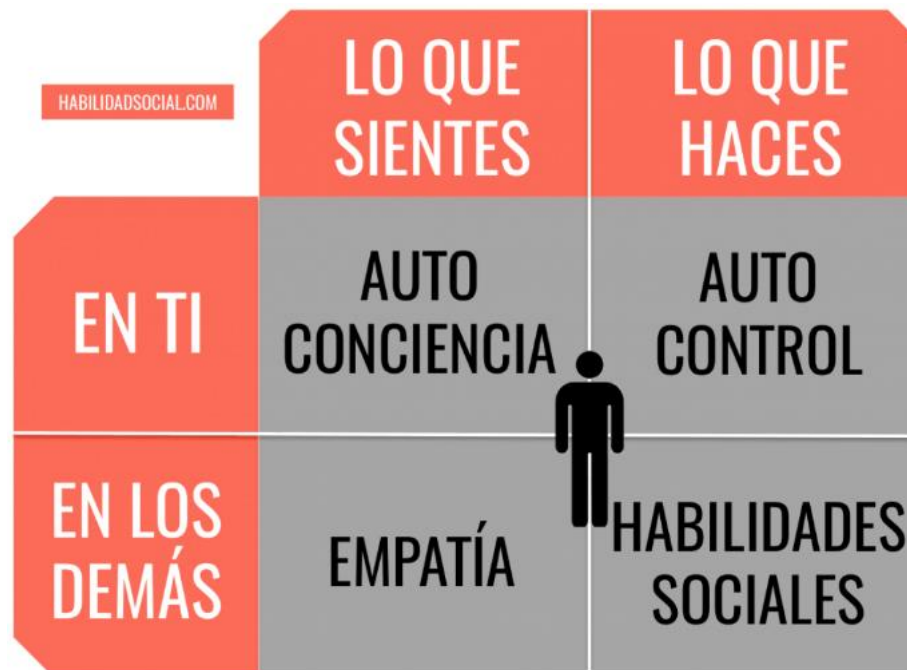 HABILIDADSOCIAL.COM
LO QUE
SIENTES
LO QUE
HACES
EN TI
AUTO
CONCIENCIA
AUTO
CONTROL
EN LOS
DEMÁS
EMPATÍA
HABILIDADES
SOCIALES